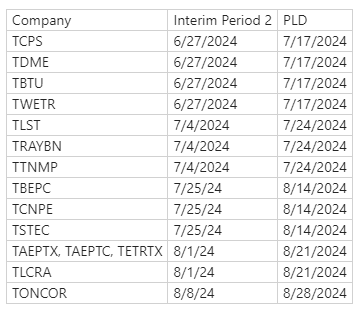 Company Interim Period 2 PLD
TCPS 6/27/2024 7/17/2024
TDME 6/27/2024 7/17/2024
TBTU 6/27/2024 7/17/2024
TWETR 6/27/2024 7/17/2024
TLST 7/4/2024 7/24/2024
TRAYBN 7/4/2024 7/24/2024
TTNMP 7/4/2024 7/24/2024
TBEPC 7/25/24 8/14/2024
TCNPE 7/25/24 8/14/2024
TSTEC 7/25/24 8/14/2024
TAEPTX, TAEPTC, TETRTX 8/1/24 8/21/2024
TLCRA 8/1/24 8/21/2024
TONCOR 8/8/24 8/28/2024